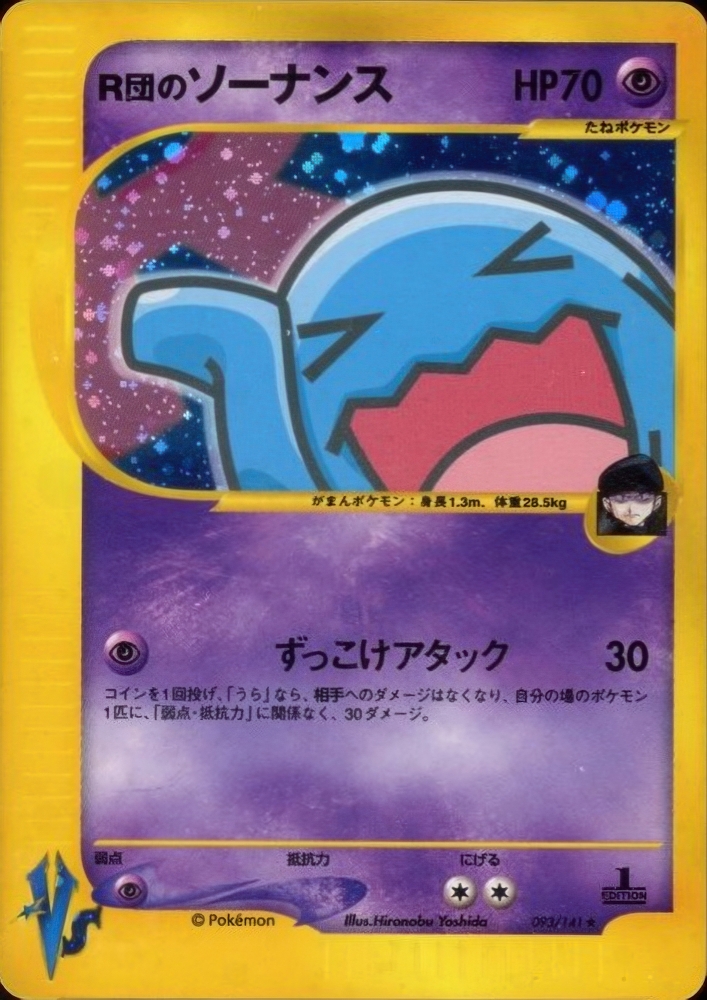 R団のソーナンス HP70
たねポケモン
がまんポケモン：身長1.3m. 体重28.5kg
ずっこけアタック 30
コインを1回投げ、「うら」なら、相手へのダメージはなくなり、自分の場のポケモン
1匹に、「弱点・抵抗力」に関係なく、30ダメージ。
弱点 抵抗力 にげる
1
EDITION
© Pokémon Illus.Hironobu Yoshida 093/141★
VS